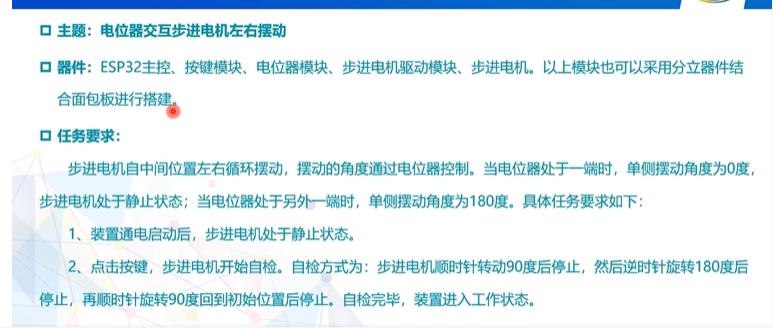 主题：电位器交互步进电机左右摆动
器件：ESP32主控、按键模块、电位器模块、步进电机驱动模块、步进电机。以上模块也可以采用分立器件结
合面包板进行搭建。
任务要求：
步进电机自中间位置左右循环摆动，摆动的角度通过电位器控制。当电位器处于一端时，单侧摆动角度为0度，
步进电机处于静止状态；当电位器处于另外一端时，单侧摆动角度为180度。具体任务要求如下：
1、装置通电启动后，步进电机处于静止状态。
2、点击按键，步进电机开始自检。自检方式为：步进电机顺时针转动90度后停止，然后逆时针旋转180度后
停止，再顺时针旋转90度回到初始位置后停止。自检完毕，装置进入工作状态。